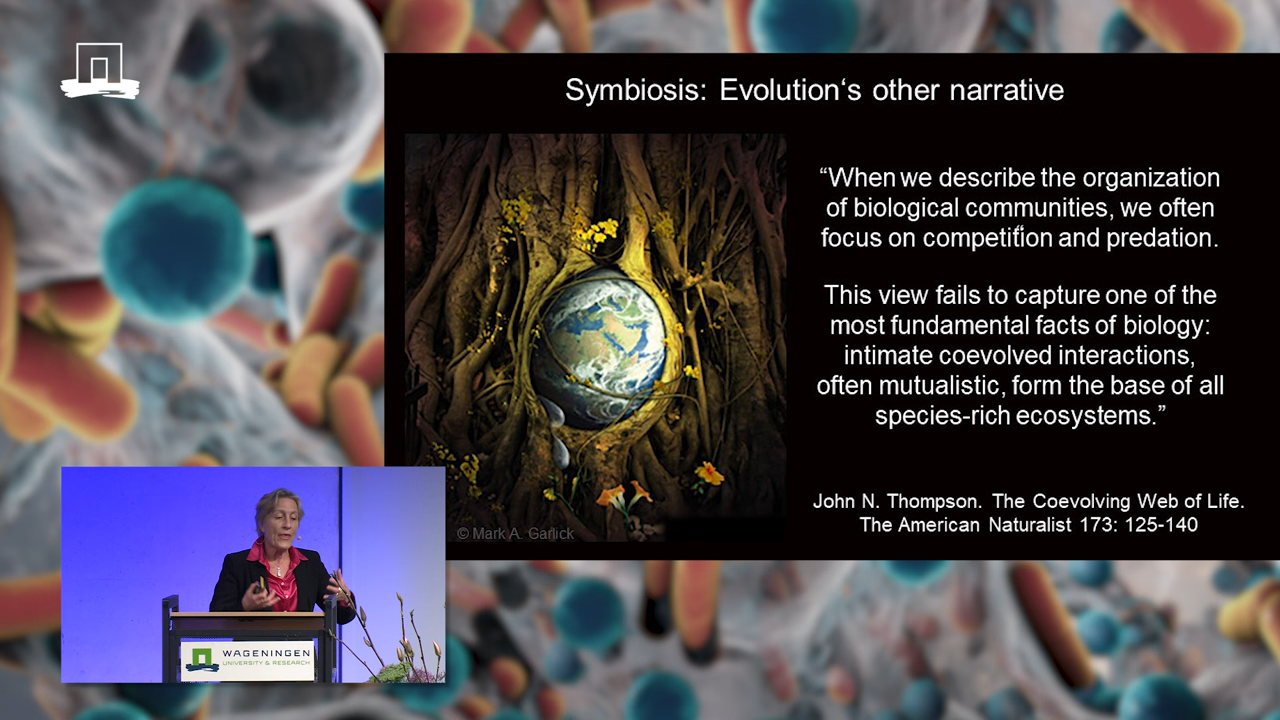 Symbiosis: Evolution‘s other narrative
“When we describe the organization
of biological communities, we often
focus on competition and predation.
This view fails to capture one of the
most fundamental facts of biology:
intimate coevolved interactions,
often mutualistic, form the base of all
species-rich ecosystems.”
John N. Thompson. The Coevolving Web of Life.
The American Naturalist 173: 125-140
© Mark A. Garlick
WAGENINGEN
UNIVERSITY & RESEARCH